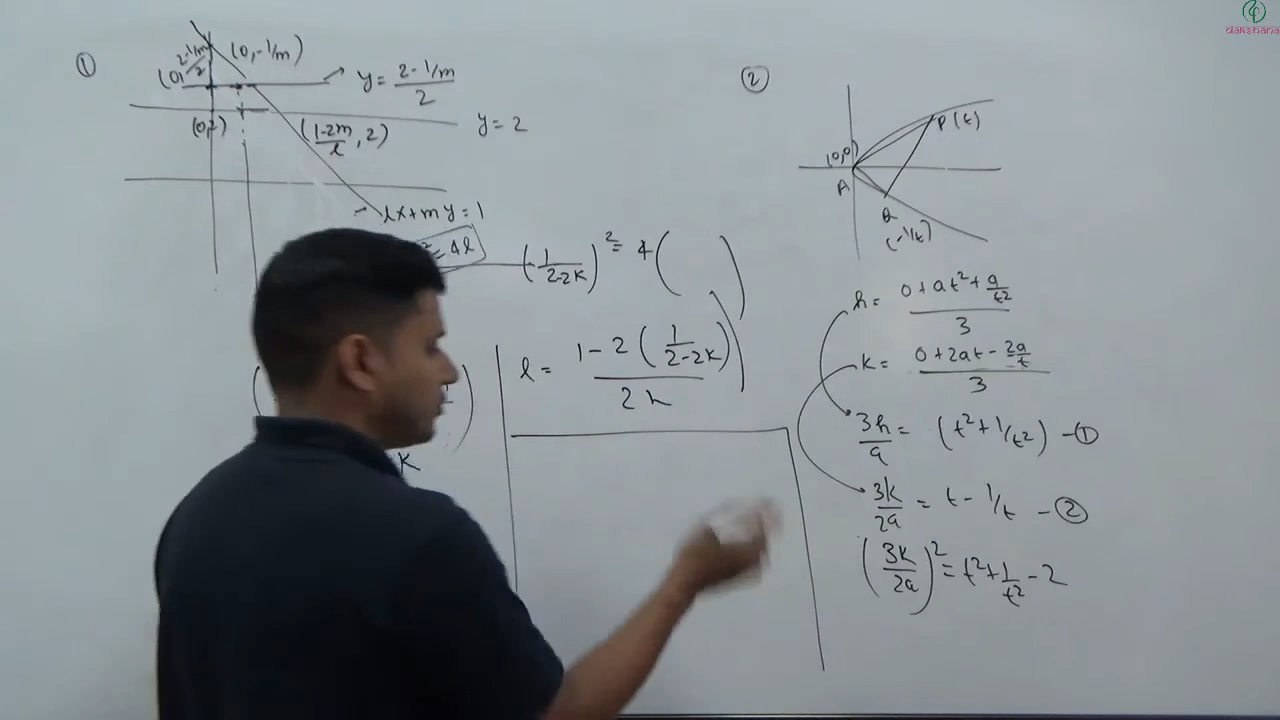 ①
(0, -1/m)
(0, 2-1/m / 2)
y = (2 - 1/m)/2
(0,2)
((1-2m)/l, 2)
y = 2
lx + my = 1
² = 4l
(1/(2-2k))² = 4( )
l = (1 - 2(1/(2-2k)))/2h
k
②
(0,0)
A
P(t)
Q
(-1/t)
h = (0 + at² + a/t²)/3
k = (0 + 2at - 2a/t)/3
3h/a = (t² + 1/t²) - ①
3k/2a = t - 1/t - ②
(3k/2a)² = t² + 1/t² - 2
dakshana